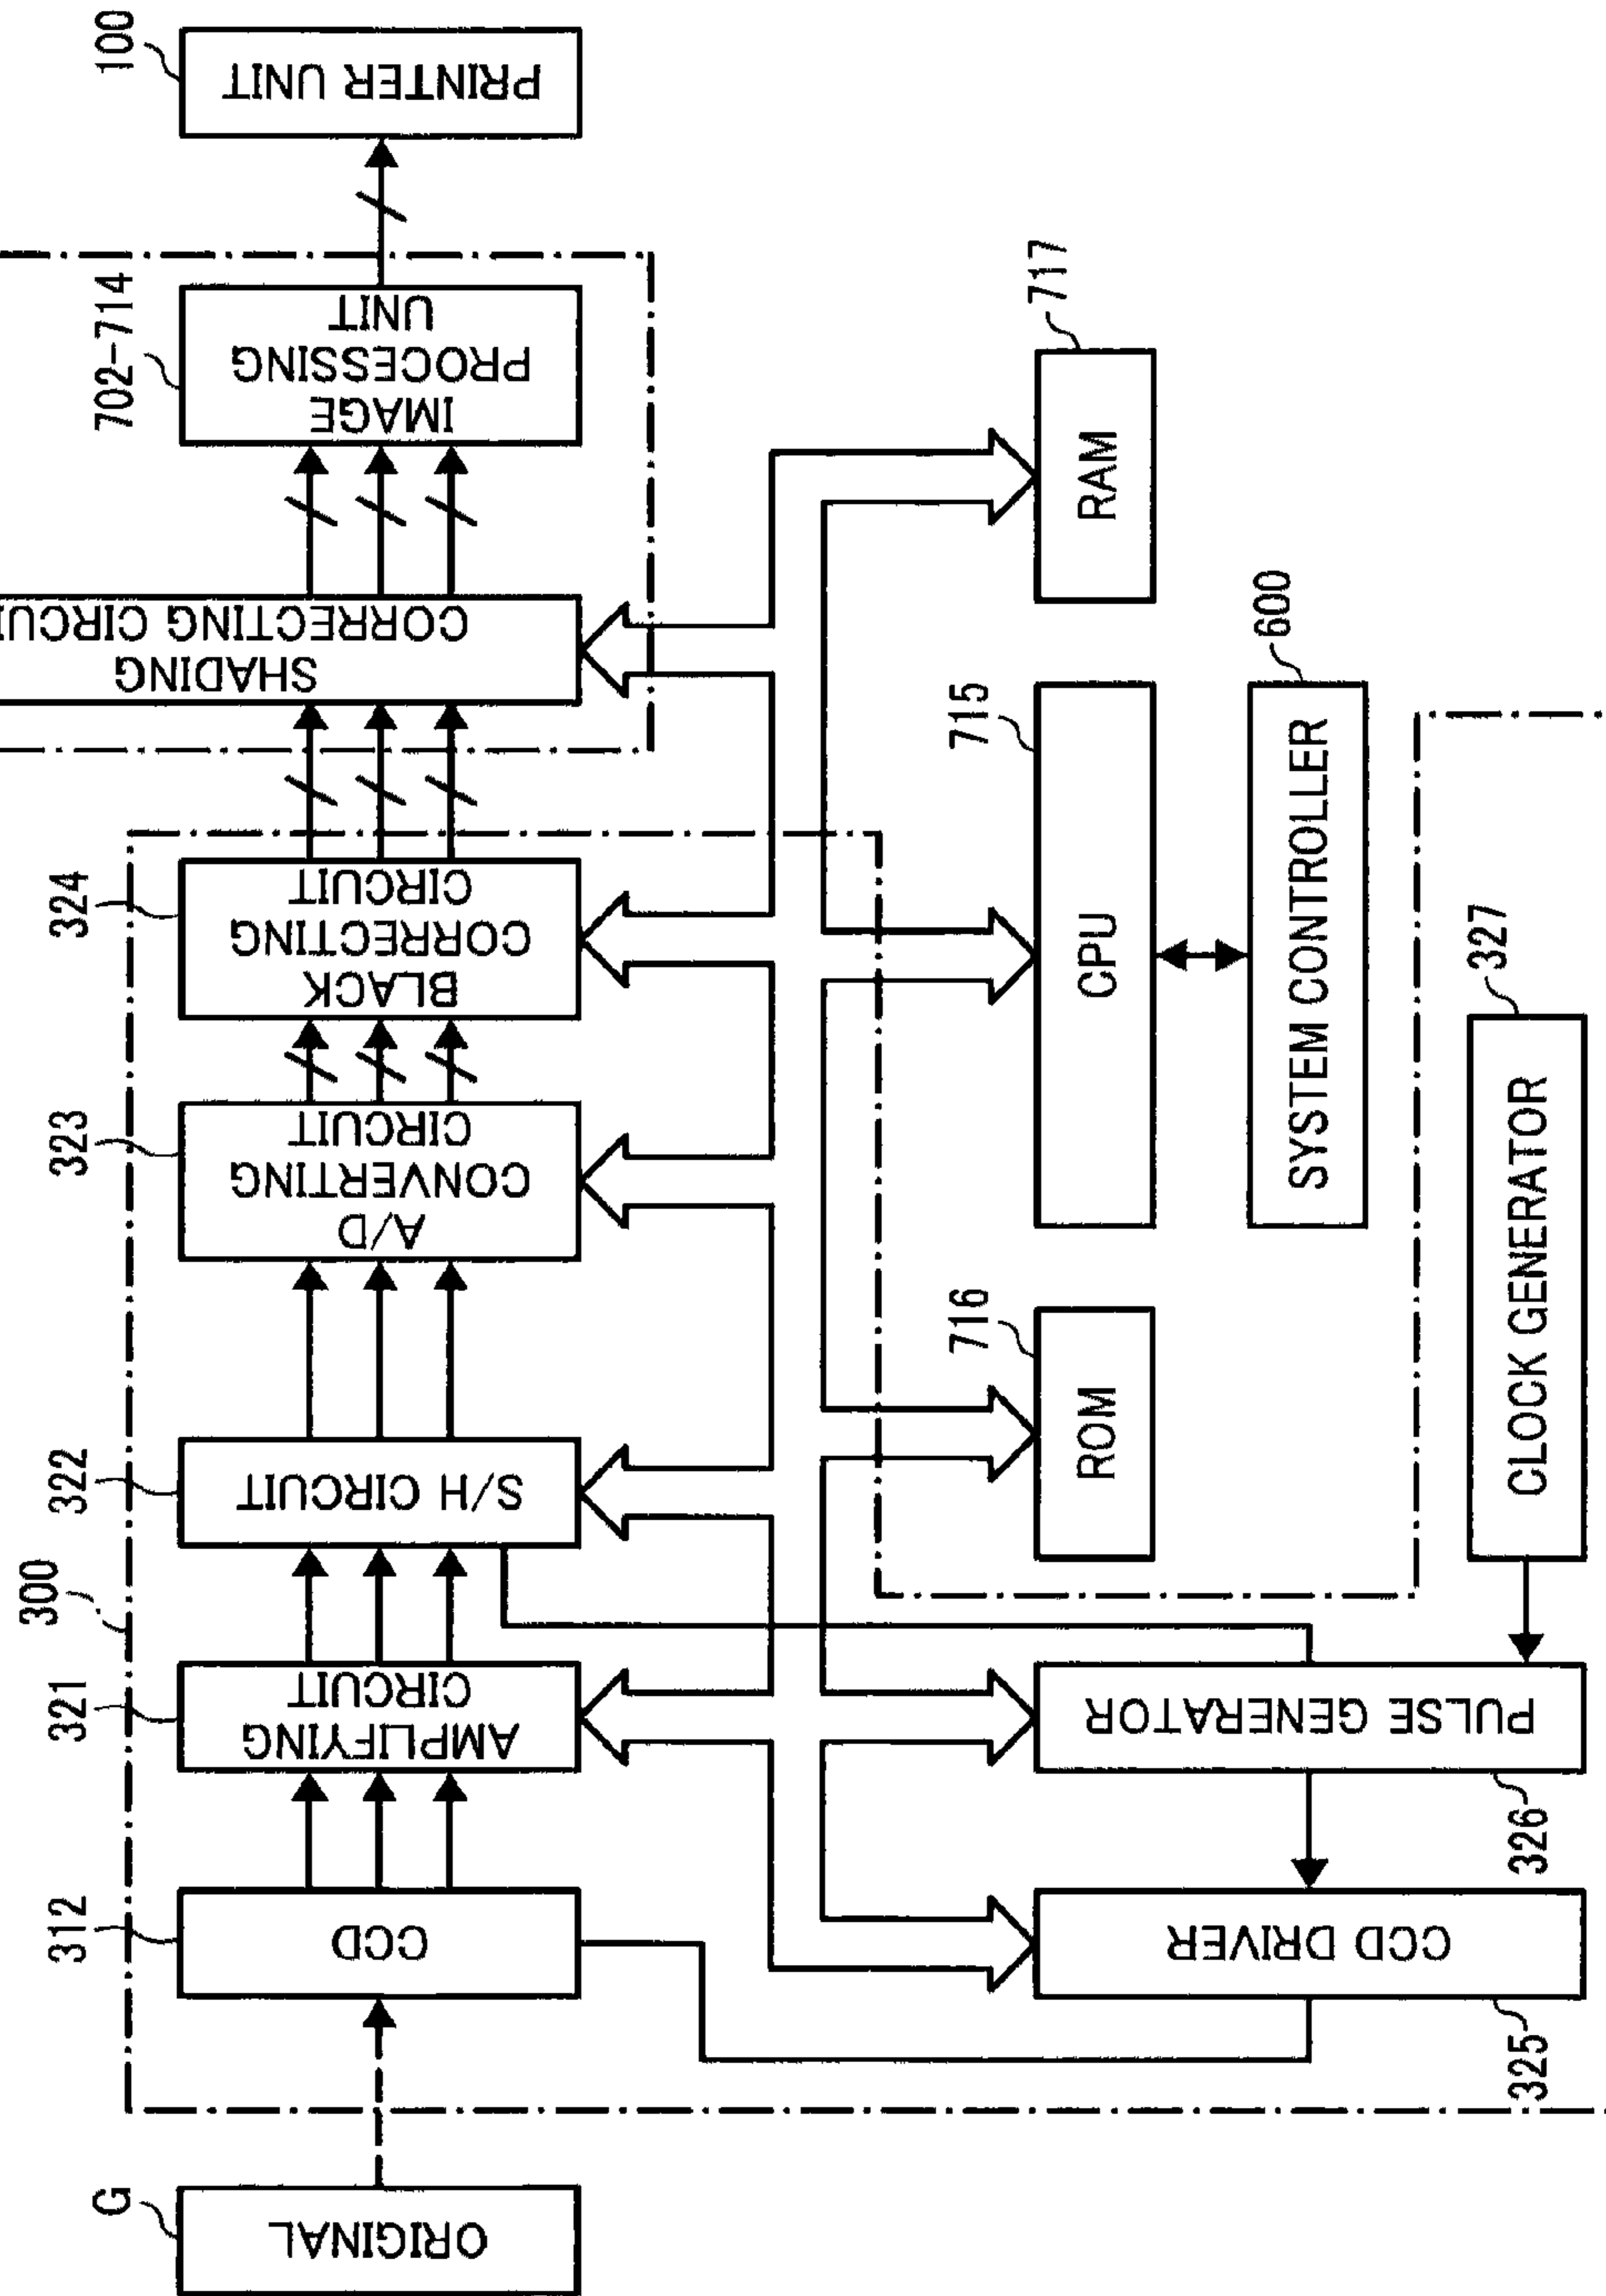 G
ORIGINAL
312
CCD
321
AMPLIFYING
CIRCUIT
300
322
S/H CIRCUIT
323
A/D
CONVERTING
CIRCUIT
324
BLACK
CORRECTING
CIRCUIT
SHADING
CORRECTING CIRCUI
702-714
IMAGE
PROCESSING
UNIT
100
PRINTER UNIT
716
ROM
715
CPU
717
RAM
600
SYSTEM CONTROLLER
325
CCD DRIVER
326
PULSE GENERATOR
327
CLOCK GENERATOR